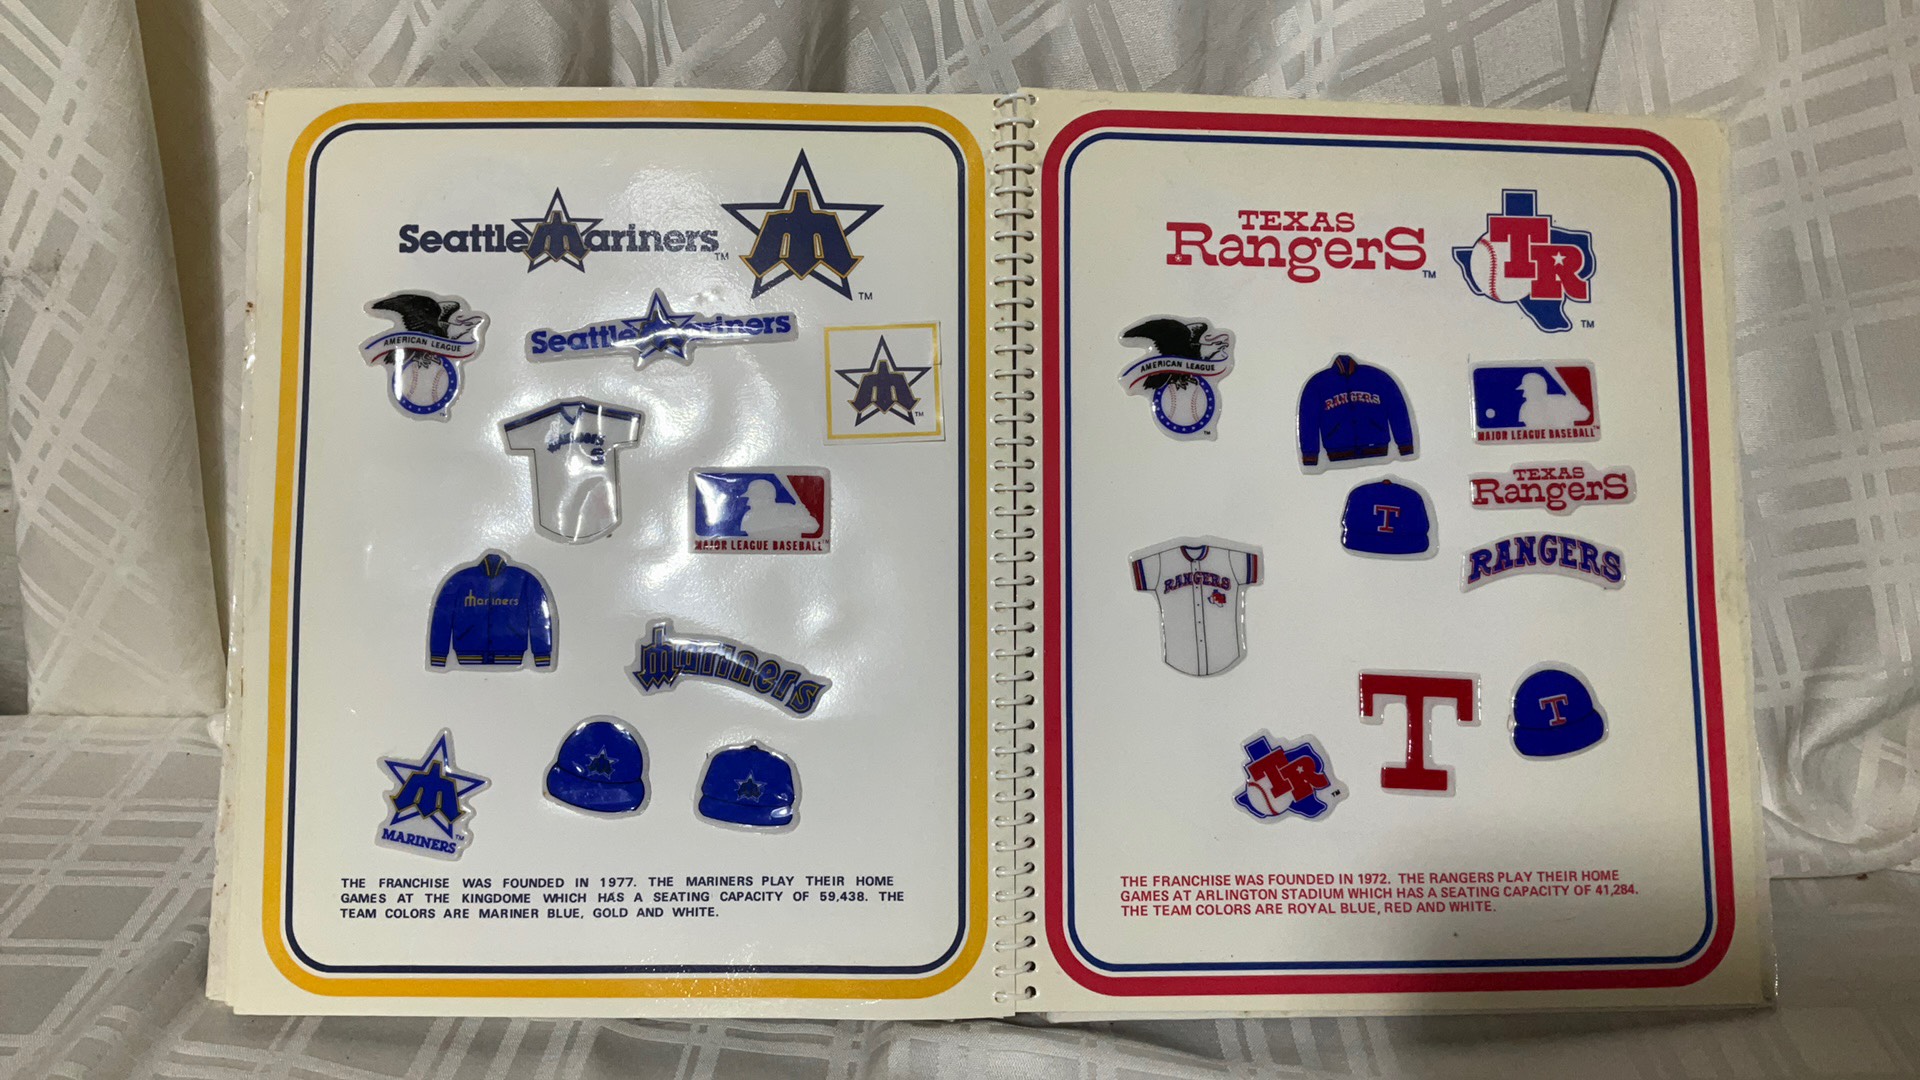 Seattle Mariners TM
TM
AMERICAN LEAGUE
Seattle Mariners
TM
MAJOR LEAGUE BASEBALL TM
Mariners
Mariners
MARINERS TM
THE FRANCHISE WAS FOUNDED IN 1977. THE MARINERS PLAY THEIR HOME
GAMES AT THE KINGDOME WHICH HAS A SEATING CAPACITY OF 59,438. THE
TEAM COLORS ARE MARINER BLUE, GOLD AND WHITE.
TEXAS
RangerS TM
TR
TM
AMERICAN LEAGUE
TM
RANGERS
MAJOR LEAGUE BASEBALL TM
TEXAS
RangerS
T
RANGERS
RANGERS
T
T
TR
TM
THE FRANCHISE WAS FOUNDED IN 1972. THE RANGERS PLAY THEIR HOME
GAMES AT ARLINGTON STADIUM WHICH HAS A SEATING CAPACITY OF 41,284.
THE TEAM COLORS ARE ROYAL BLUE, RED AND WHITE.